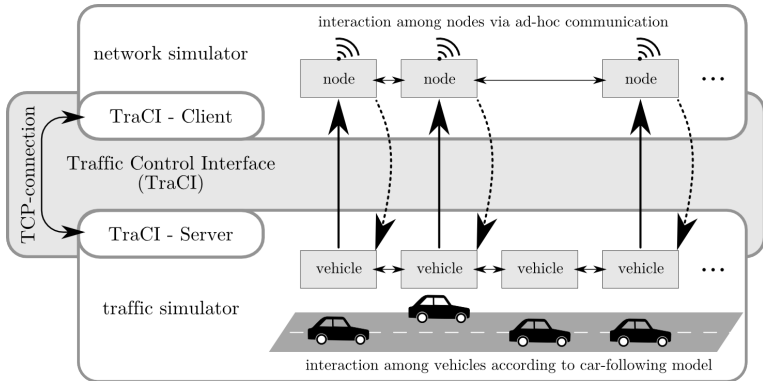 interaction among nodes via ad-hoc communication
network simulator
node
node
node
...
TraCI - Client
TCP-connection
Traffic Control Interface
(TraCI)
TraCI - Server
vehicle
vehicle
vehicle
vehicle
...
traffic simulator
interaction among vehicles according to car-following model